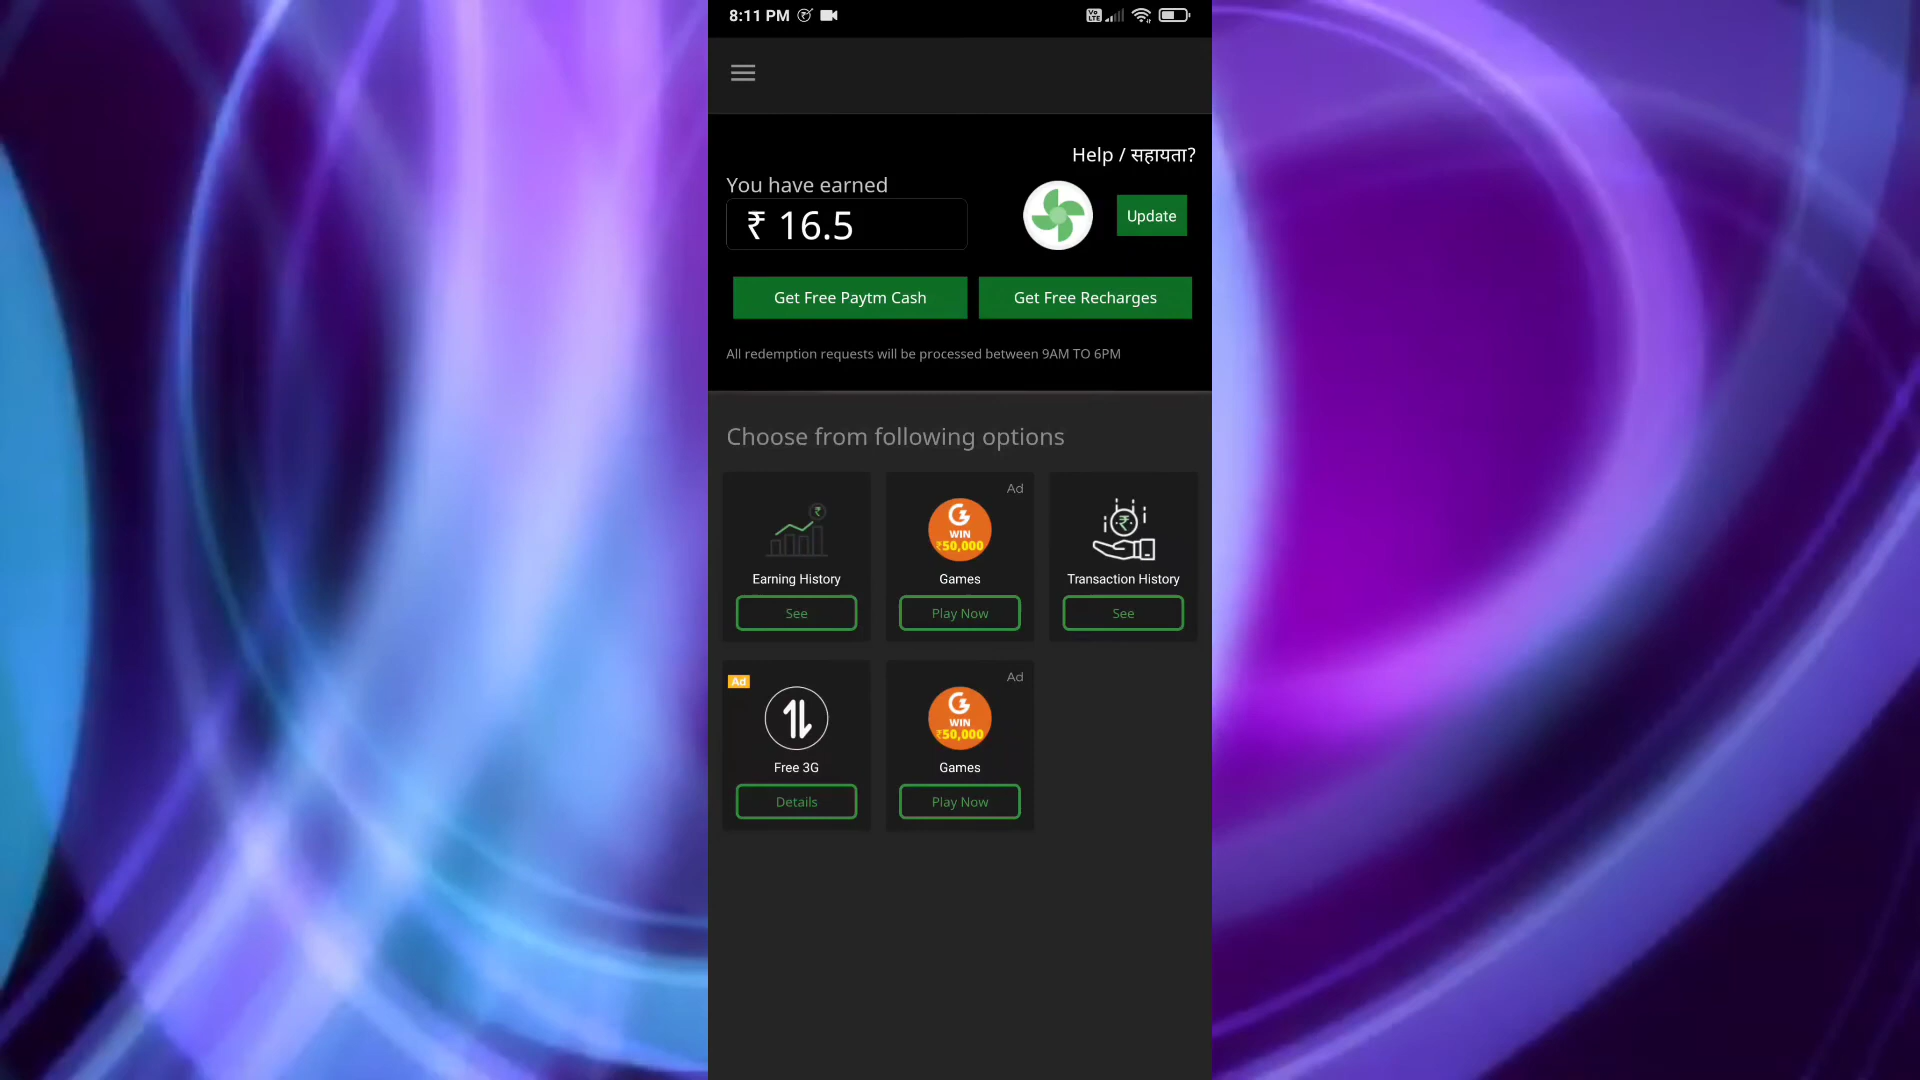 8:11 PM
Vo LTE
Help / सहायता?
You have earned
₹ 16.5
Update
Get Free Paytm Cash
Get Free Recharges
All redemption requests will be processed between 9AM TO 6PM
Choose from following options
₹
Earning History
See
Ad
G
WIN
₹50,000
Games
Play Now
₹
Transaction History
See
Ad
Free 3G
Details
Ad
G
WIN
₹50,000
Games
Play Now